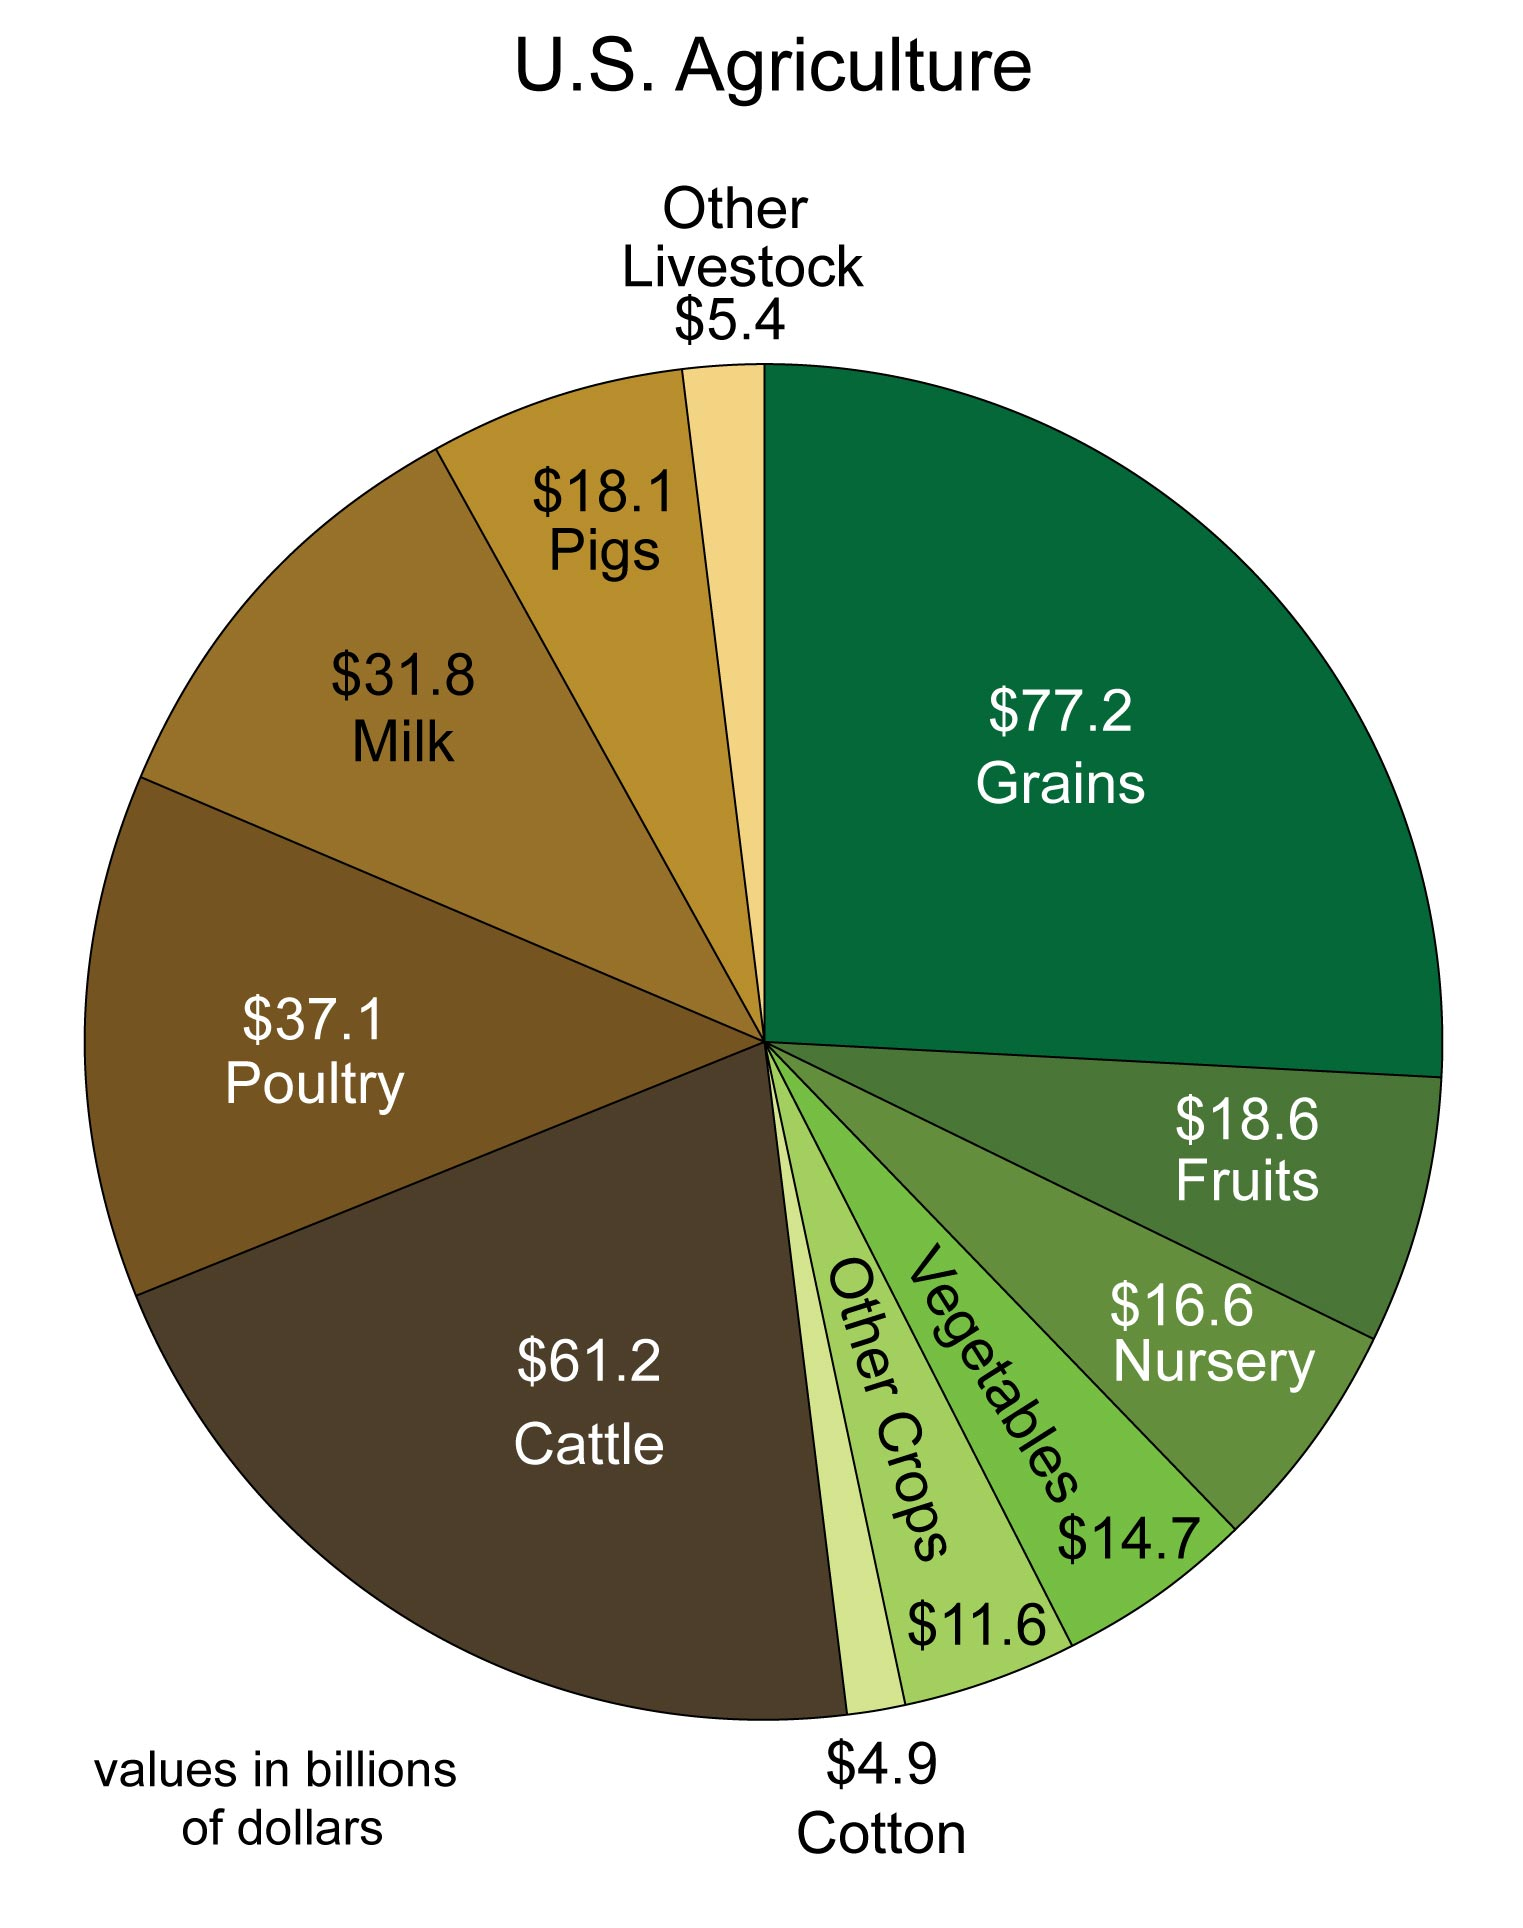 U.S. Agriculture
Other
Livestock
$5.4
$18.1
Pigs
$31.8
Milk
$77.2
Grains
$37.1
Poultry
$18.6
Fruits
$16.6
Nursery
$61.2
Cattle
Other Crops
$11.6
Vegetables
$14.7
$4.9
Cotton
values in billions
of dollars